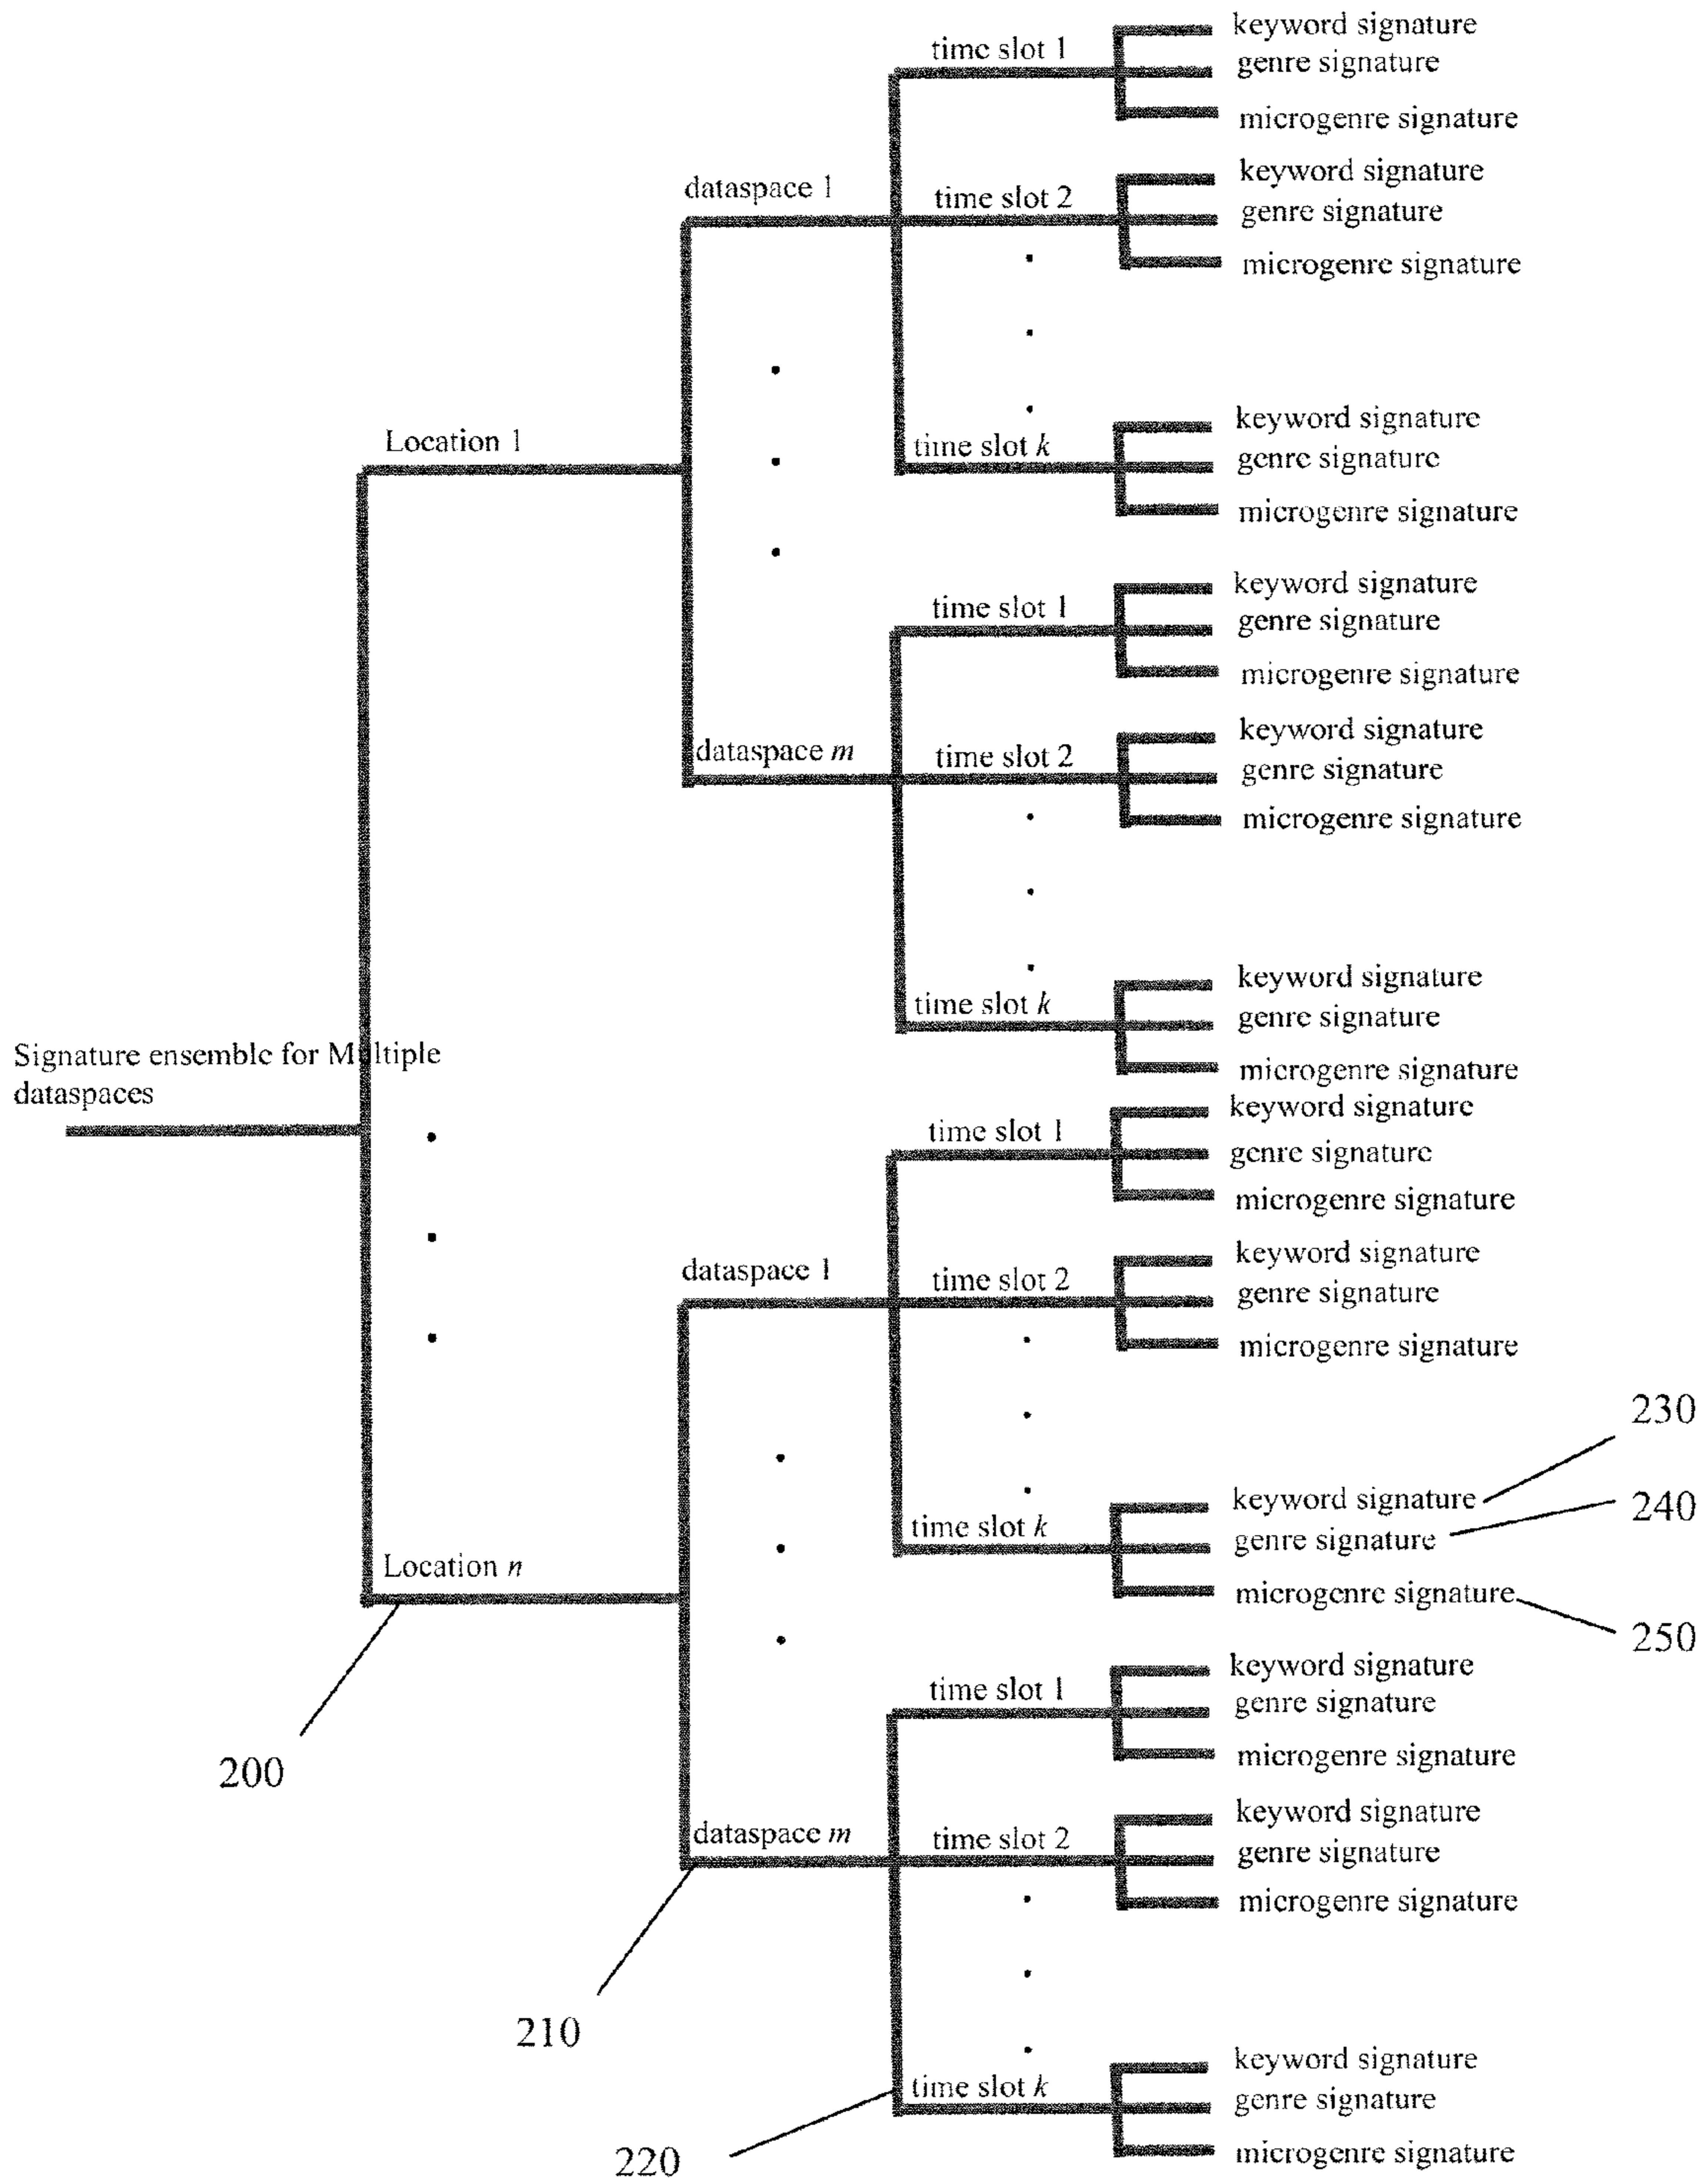 keyword signature
time slot 1
genre signature
microgenre signature
keyword signature
dataspace 1
time slot 2
genre signature
microgenre signature
keyword signature
Location 1
time slot k
genre signature
microgenre signature
keyword signature
time slot 1
genre signature
microgenre signature
keyword signature
dataspace m
time slot 2
genre signature
microgenre signature
keyword signature
time slot k
genre signature
Signature ensemble for Multiple
dataspaces
microgenre signature
keyword signature
time slot 1
genre signature
microgenre signature
keyword signature
dataspace 1
time slot 2
genre signature
microgenre signature
230
keyword signature
240
time slot k
genre signature
Location n
microgenre signature
250
keyword signature
time slot 1
genre signature
microgenre signature
200
keyword signature
dataspace m
time slot 2
genre signature
microgenre signature
210
keyword signature
time slot k
genre signature
microgenre signature
220